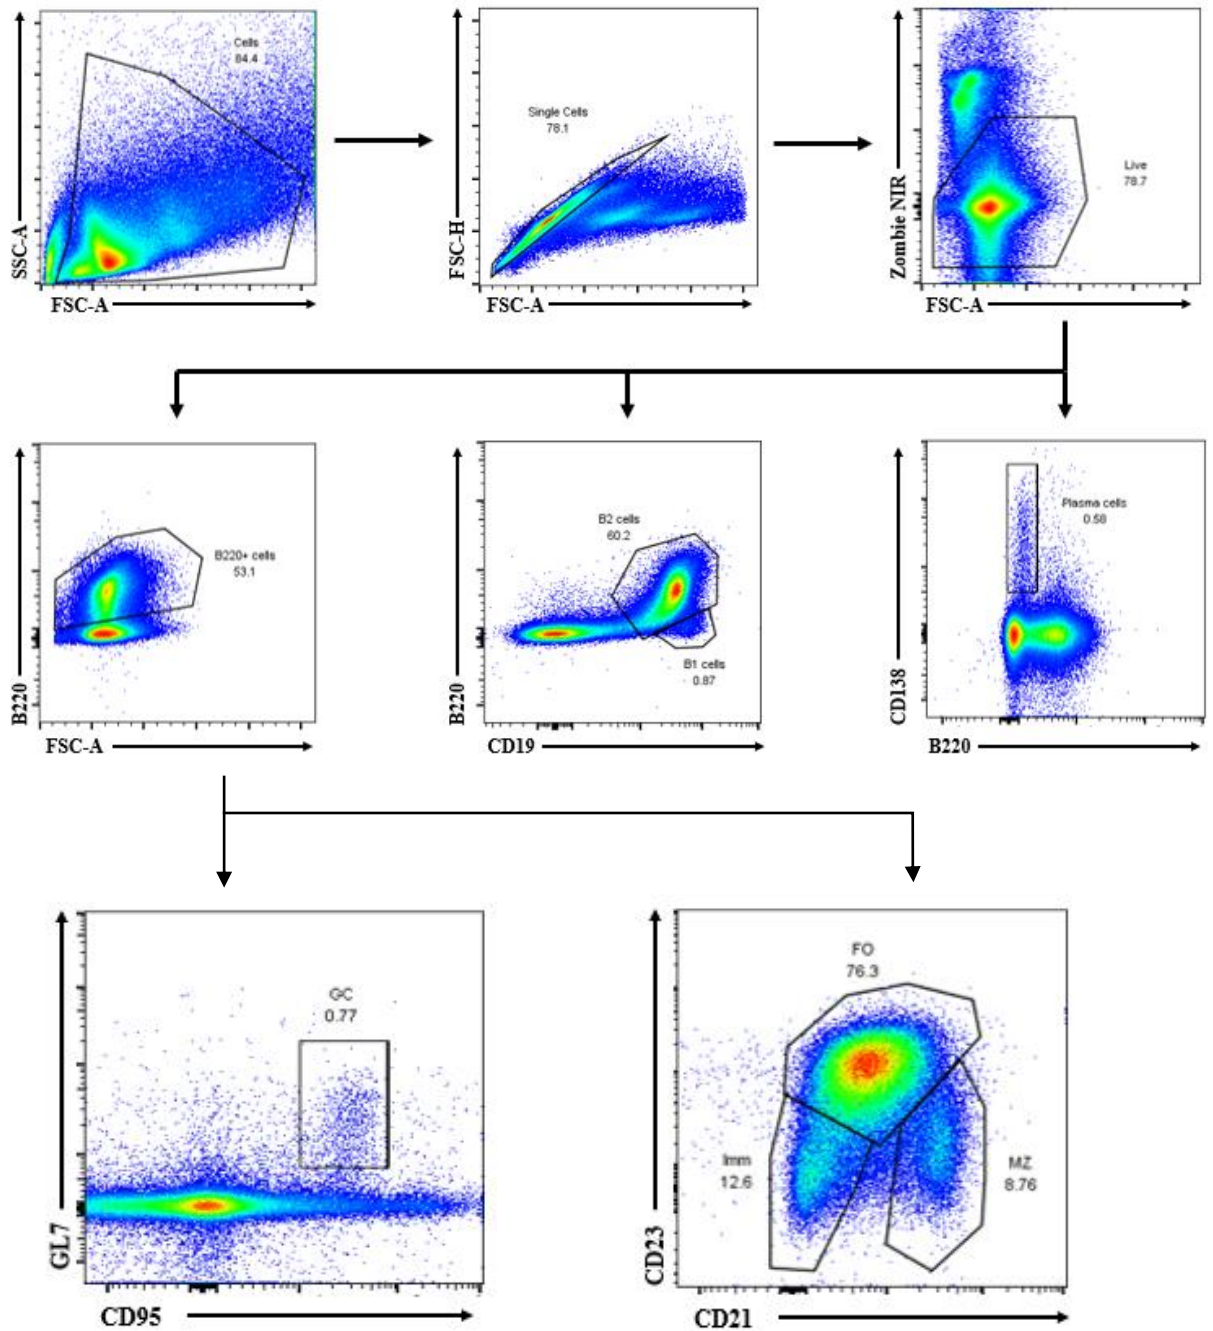 Cells
84.4
SSC-A
FSC-A
Single Cells
78.1
FSC-H
FSC-A
Live
78.7
Zombie NIR
FSC-A
B220+ cells
53.1
B220
FSC-A
B2 cells
60.2
B1 cells
0.87
B220
CD19
Plasma cells
0.58
CD138
B220
GC
0.77
GL7
CD95
FO
76.3
Imm
12.6
MZ
8.76
CD23
CD21